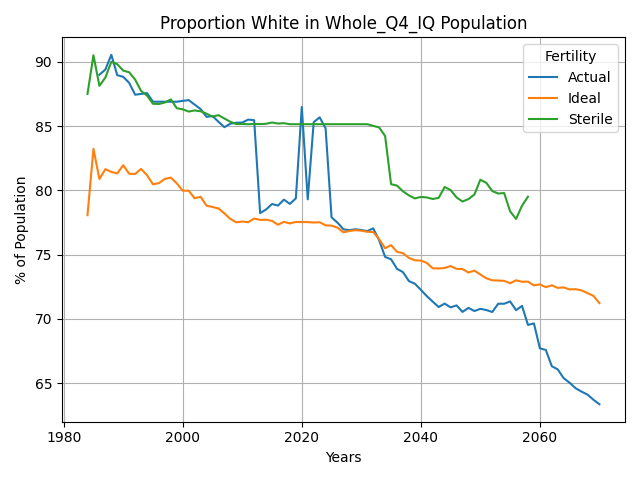 Proportion White in Whole_Q4_IQ Population
Fertility
Actual
Ideal
Sterile
% of Population
90
85
80
75
70
65
1980
2000
2020
2040
2060
Years